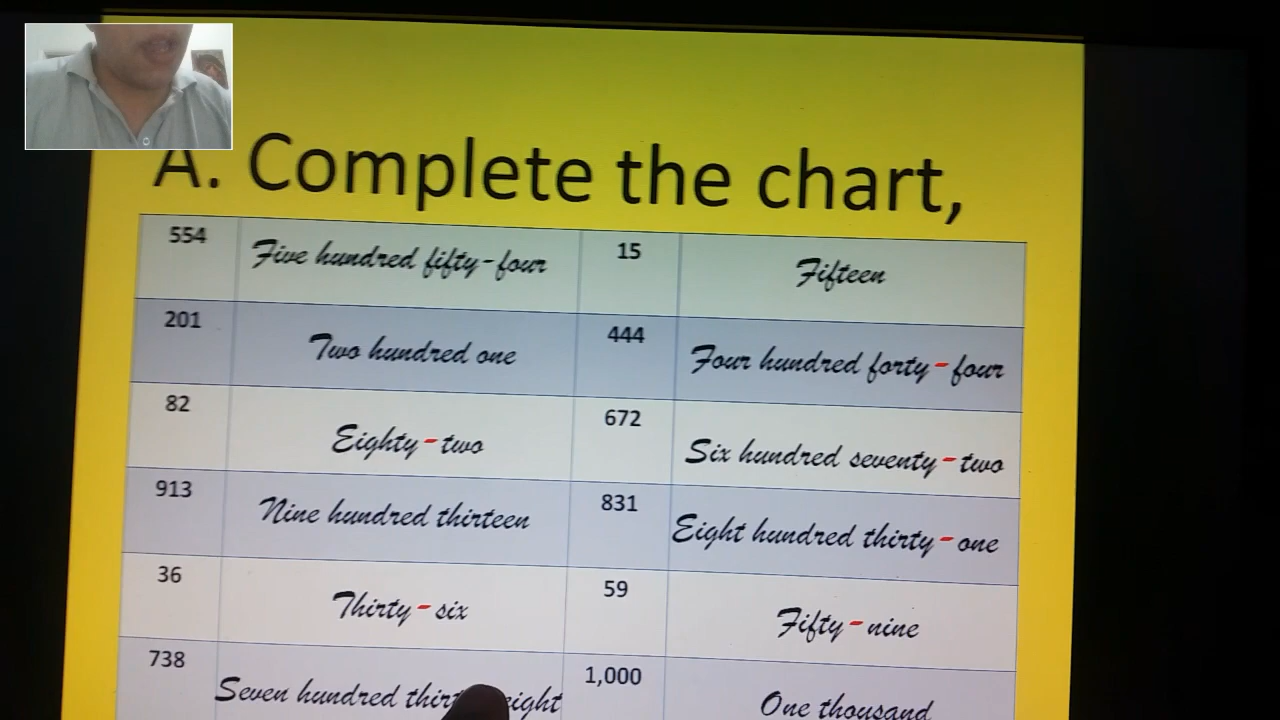 A. Complete the chart,
554 Five hundred fifty-four 15 Fifteen
201 Two hundred one 444 Four hundred forty-four
82 Eighty-two 672 Six hundred seventy-two
913 Nine hundred thirteen 831 Eight hundred thirty-one
36 Thirty-six 59 Fifty-nine
738 Seven hundred eight 1,000 One thousand